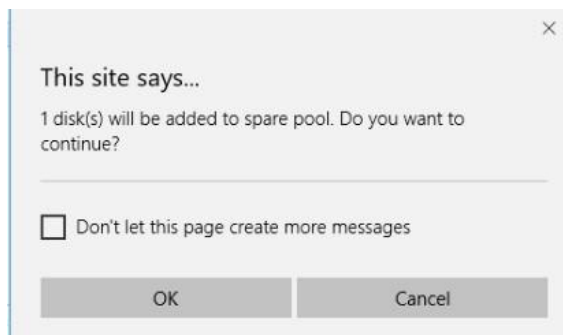 This site says...
1 disk(s) will be added to spare pool. Do you want to
continue?
Don't let this page create more messages
OK
Cancel